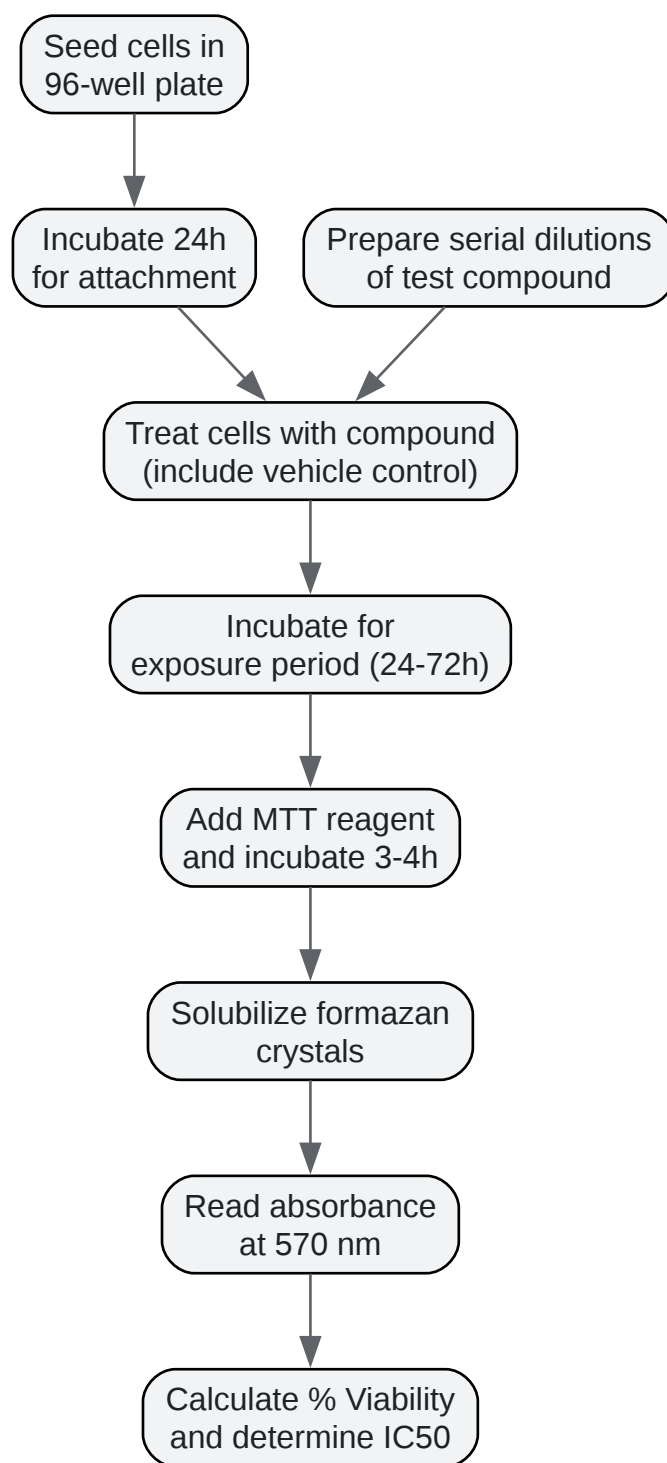 Seed cells in
96-well plate
Incubate 24h
for attachment
Prepare serial dilutions
of test compound
Treat cells with compound
(include vehicle control)
Incubate for
exposure period (24-72h)
Add MTT reagent
and incubate 3-4h
Solubilize formazan
crystals
Read absorbance
at 570 nm
Calculate % Viability
and determine IC50